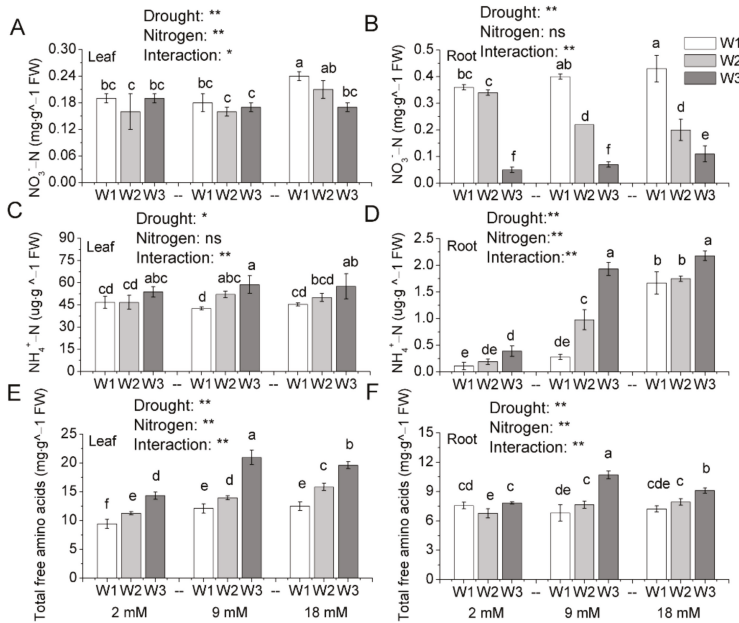 A
Drought: **
Nitrogen: **
Interaction: *
Leaf
bc c bc bc c c a ab bc
0.30
0.24
0.18
0.12
0.06
0.00
NO3-–N (mg·g^–1 FW)
W1 W2 W3 -- W1 W2 W3 -- W1 W2 W3
B
Drought: **
Nitrogen: ns
Interaction: **
Root
bc c f ab d f a d e
0.5
0.4
0.3
0.2
0.1
0.0
NO3-–N (mg·g^–1 FW)
W1 W2 W3 -- W1 W2 W3 -- W1 W2 W3
W1
W2
W3
C
Drought: *
Nitrogen: ns
Interaction: **
Leaf
cd cd abc d abc a cd bcd ab
90
75
60
45
30
15
0
NH4+–N (ug·g^–1 FW)
W1 W2 W3 -- W1 W2 W3 -- W1 W2 W3
D
Drought:**
Nitrogen:**
Interaction:**
Root
e de d de c a b b a
2.5
2.0
1.5
1.0
0.5
0.0
NH4+–N (ug·g^–1 FW)
W1 W2 W3 -- W1 W2 W3 -- W1 W2 W3
E
Drought: **
Nitrogen: **
Interaction: **
Leaf
f e d e d a e c b
25
20
15
10
5
0
Total free amino acids (mg·g^–1 FW)
W1 W2 W3 -- W1 W2 W3 -- W1 W2 W3
2 mM 9 mM 18 mM
F
Drought: **
Nitrogen: **
Interaction: **
Root
cd e c de c a cde c b
15
12
9
6
3
0
Total free amino acids (mg·g^–1 FW)
W1 W2 W3 -- W1 W2 W3 -- W1 W2 W3
2 mM -- 9 mM -- 18 mM